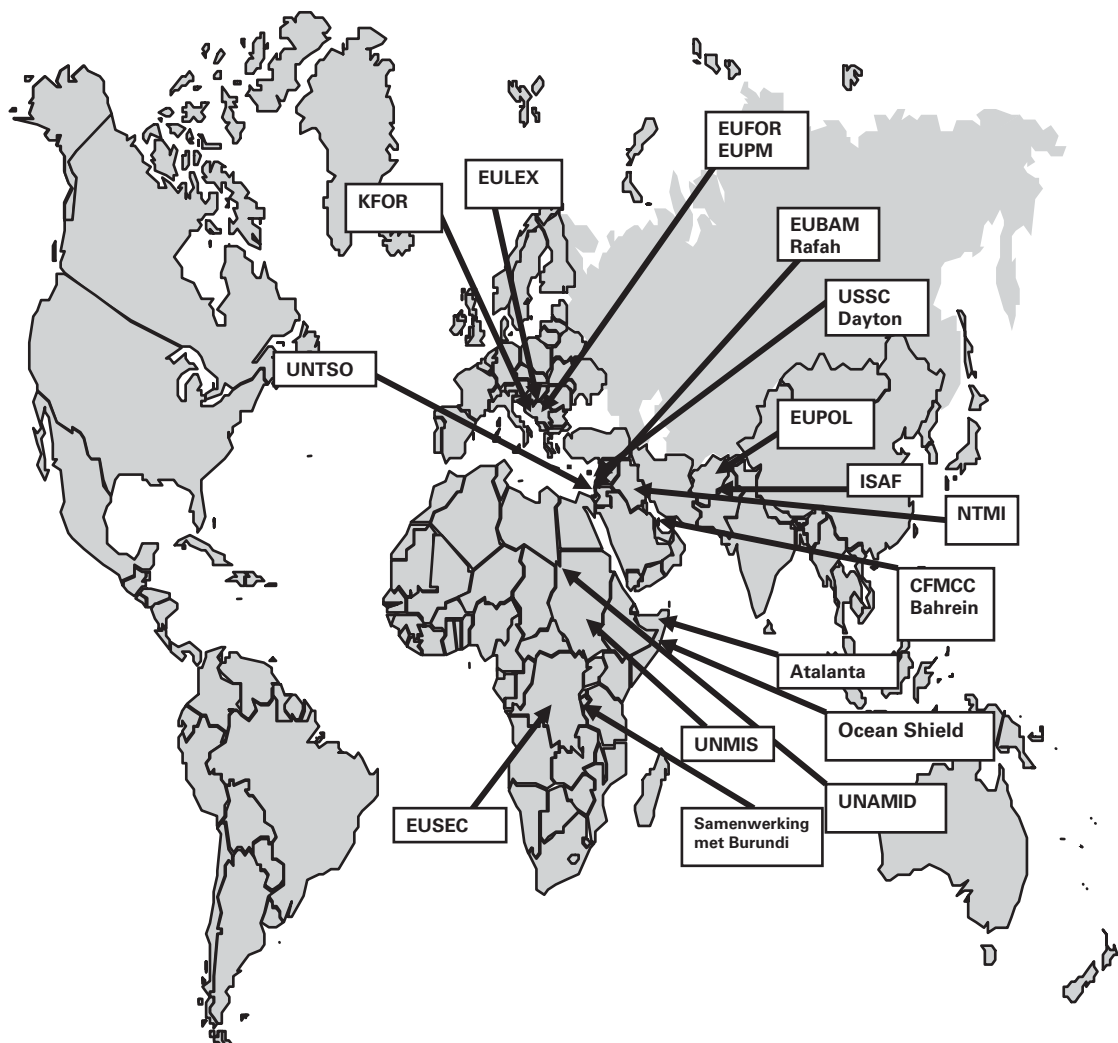 EUFOR
EUPM
EULEX
KFOR
EUBAM
Rafah
USSC
Dayton
UNTSO
EUPOL
ISAF
NTMI
CFMCC
Bahrein
Atalanta
Ocean Shield
UNMIS
UNAMID
EUSEC
Samenwerking
met Burundi